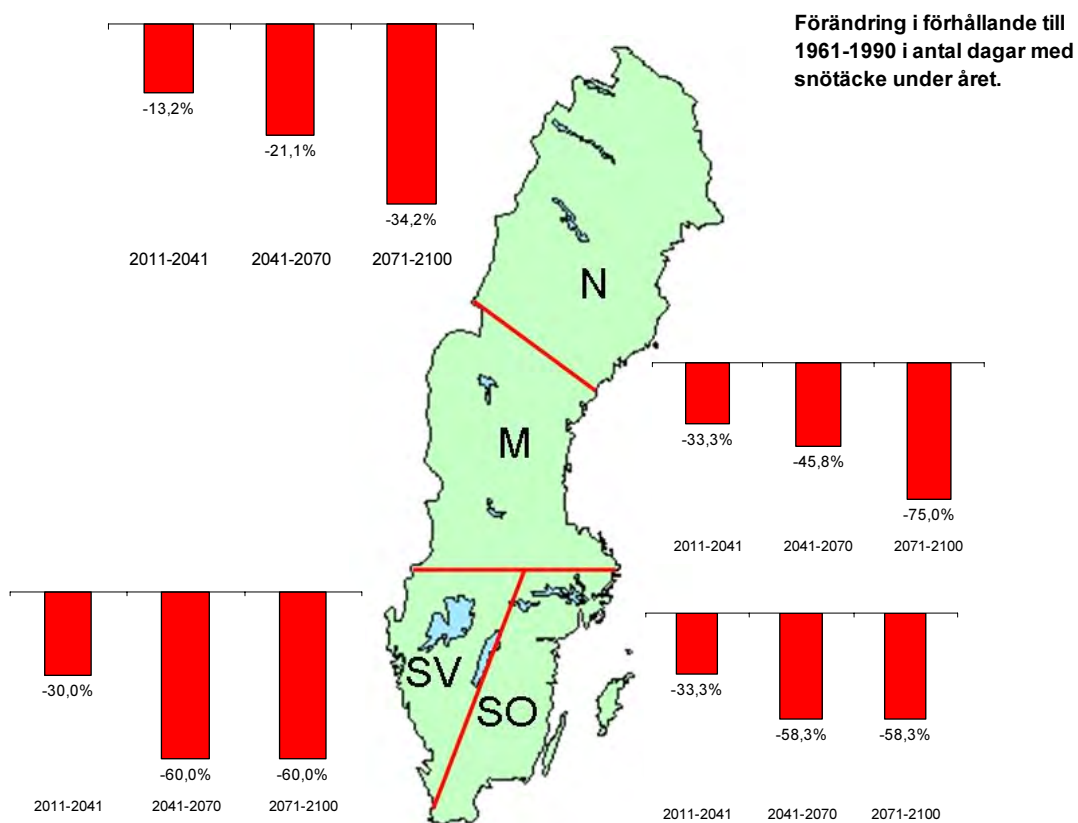 Förändring i förhållande till
1961-1990 i antal dagar med
snötäcke under året.
-13,2%
-21,1%
-34,2%
2011-2041 2041-2070 2071-2100
N
M
-33,3%
-45,8%
-75,0%
2011-2041 2041-2070 2071-2100
SV
SO
-30,0%
-60,0% -60,0%
2011-2041 2041-2070 2071-2100
-33,3%
-58,3% -58,3%
2011-2041 2041-2070 2071-2100